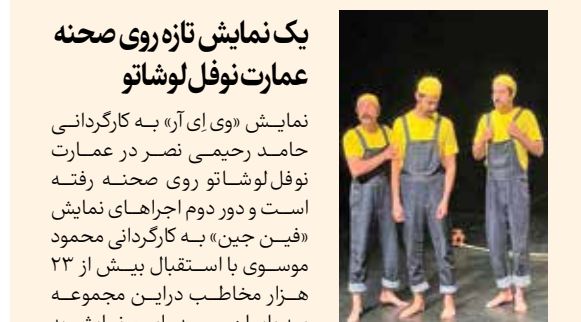 یک نمایش تازه روی صحنه
عمارت نوفل‌لوشاتو
نمایش «وی اِی آر» به کارگردانی
حامد رحیمی نصر در عمارت
نوفل‌لوشاتو روی صحنه رفته
است و دور دوم اجراهای نمایش
«فین جین» به کارگردانی محمود
موسوی با استقبال بیش از ۲۳
هزار مخاطب دراین مجموعه